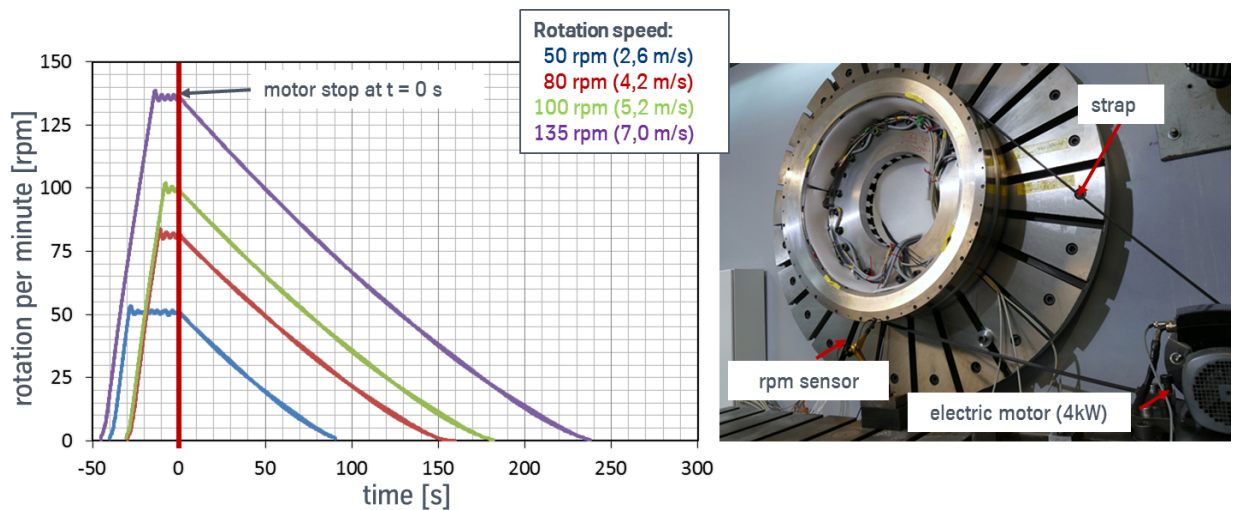 Rotation speed:
50 rpm (2,6 m/s)
80 rpm (4,2 m/s)
100 rpm (5,2 m/s)
135 rpm (7,0 m/s)
motor stop at t = 0 s
rotation per minute [rpm]
150
125
100
75
50
25
0
-50
0
50
100
150
200
250
300
time [s]
strap
rpm sensor
electric motor (4kW)